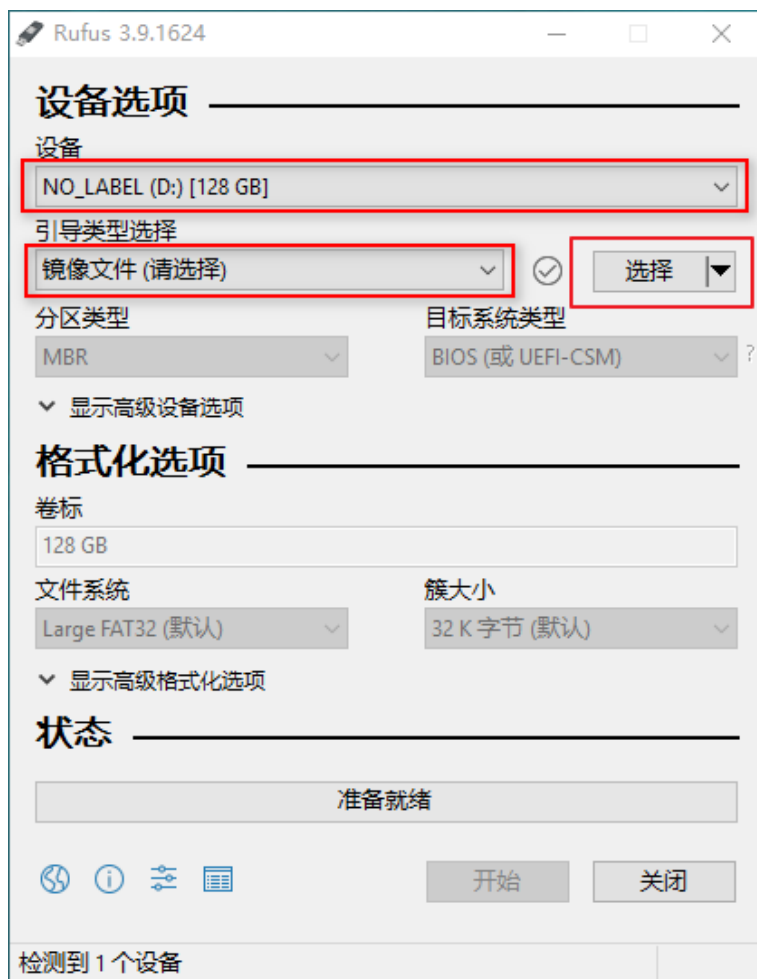 Rufus 3.9.1624
设备选项
设备
NO_LABEL (D:) [128 GB]
引导类型选择
镜像文件 (请选择)
选择
分区类型
目标系统类型
MBR
BIOS (或 UEFI-CSM)
?
显示高级设备选项
格式化选项
卷标
128 GB
文件系统
簇大小
Large FAT32 (默认)
32 K 字节 (默认)
显示高级格式化选项
状态
准备就绪
开始
关闭
检测到 1 个设备